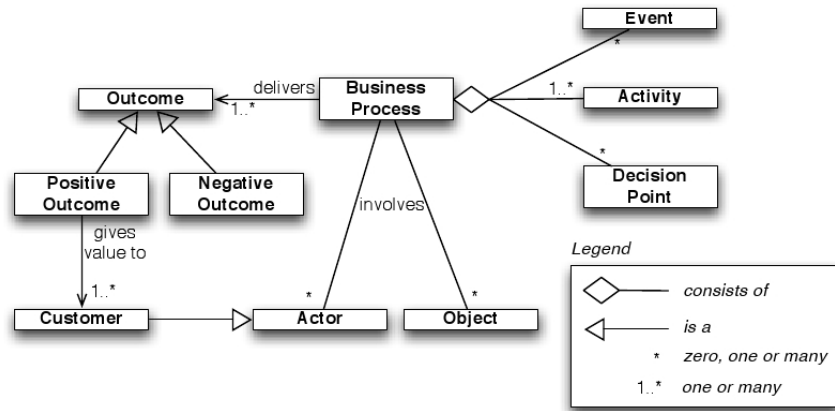 Event
*
delivers
Business
Process
1..*
Activity
Outcome
1..*
*
Positive
Outcome
Negative
Outcome
Decision
Point
involves
gives
value to
Legend
1..*
*
*
Customer
Actor
Object
consists of
is a
* zero, one or many
1..* one or many